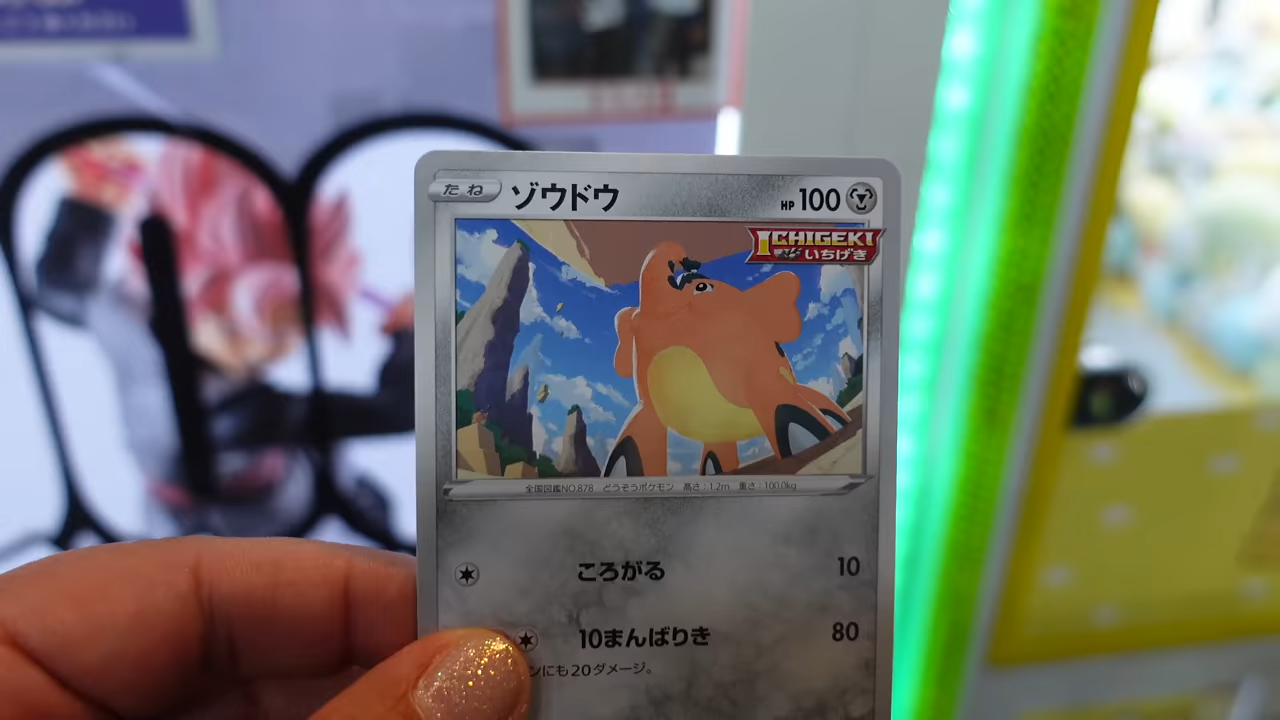 たね ゾウドウ HP 100
ICHIGEKI
いちげき
全国図鑑NO.878 どうぞうポケモン 高さ:1.2m 重さ:100.0kg
ころがる 10
10まんばりき 80
ンにも20ダメージ。